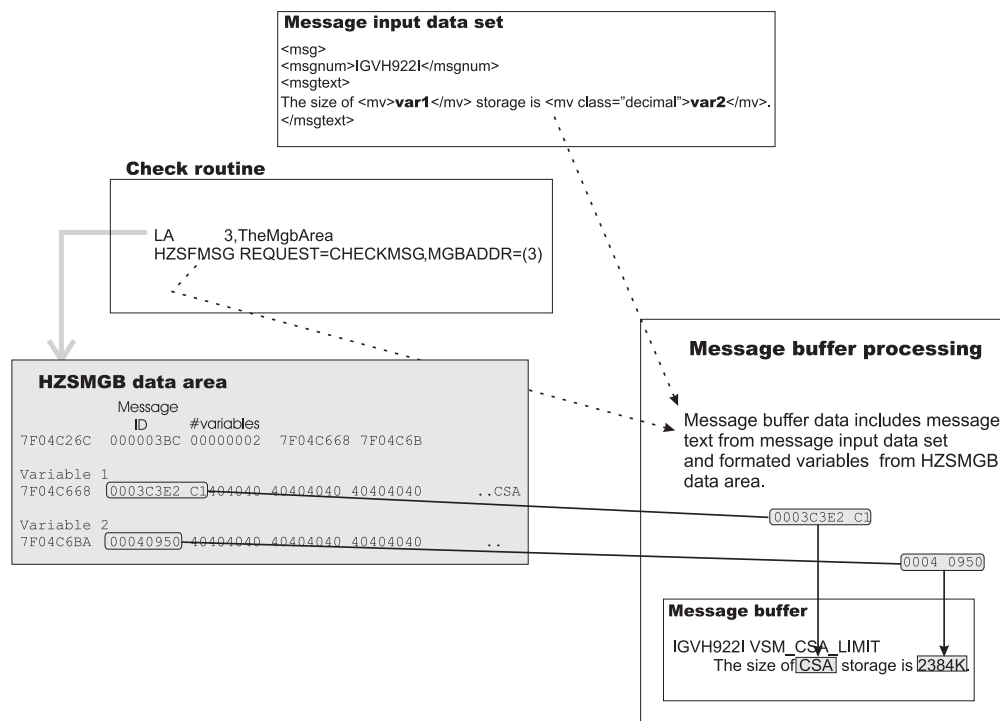 Message input data set
<msg>
<msgnum>IGVH922I</msgnum>
<msgtext>
The size of <mv>var1</mv> storage is <mv class=”decimal”>var2</mv>.
</msgtext>
Check routine
LA 3,TheMgbArea
HZSFMSG REQUEST=CHECKMSG,MGBADDR=(3)
HZSMGB data area
Message
ID #variables
7F04C26C 000003BC 00000002 7F04C668 7F04C6B
Variable 1
7F04C668 0003C3E2 C1404040 40404040 40404040 ..CSA
Variable 2
7F04C6BA 00040950 40404040 40404040 40404040 ..
Message buffer processing
Message buffer data includes message
text from message input data set
and formated variables from HZSMGB
data area.
0003C3E2 C1
0004 0950
Message buffer
IGVH922I VSM_CSA_LIMIT
The size of CSA storage is 2384K.